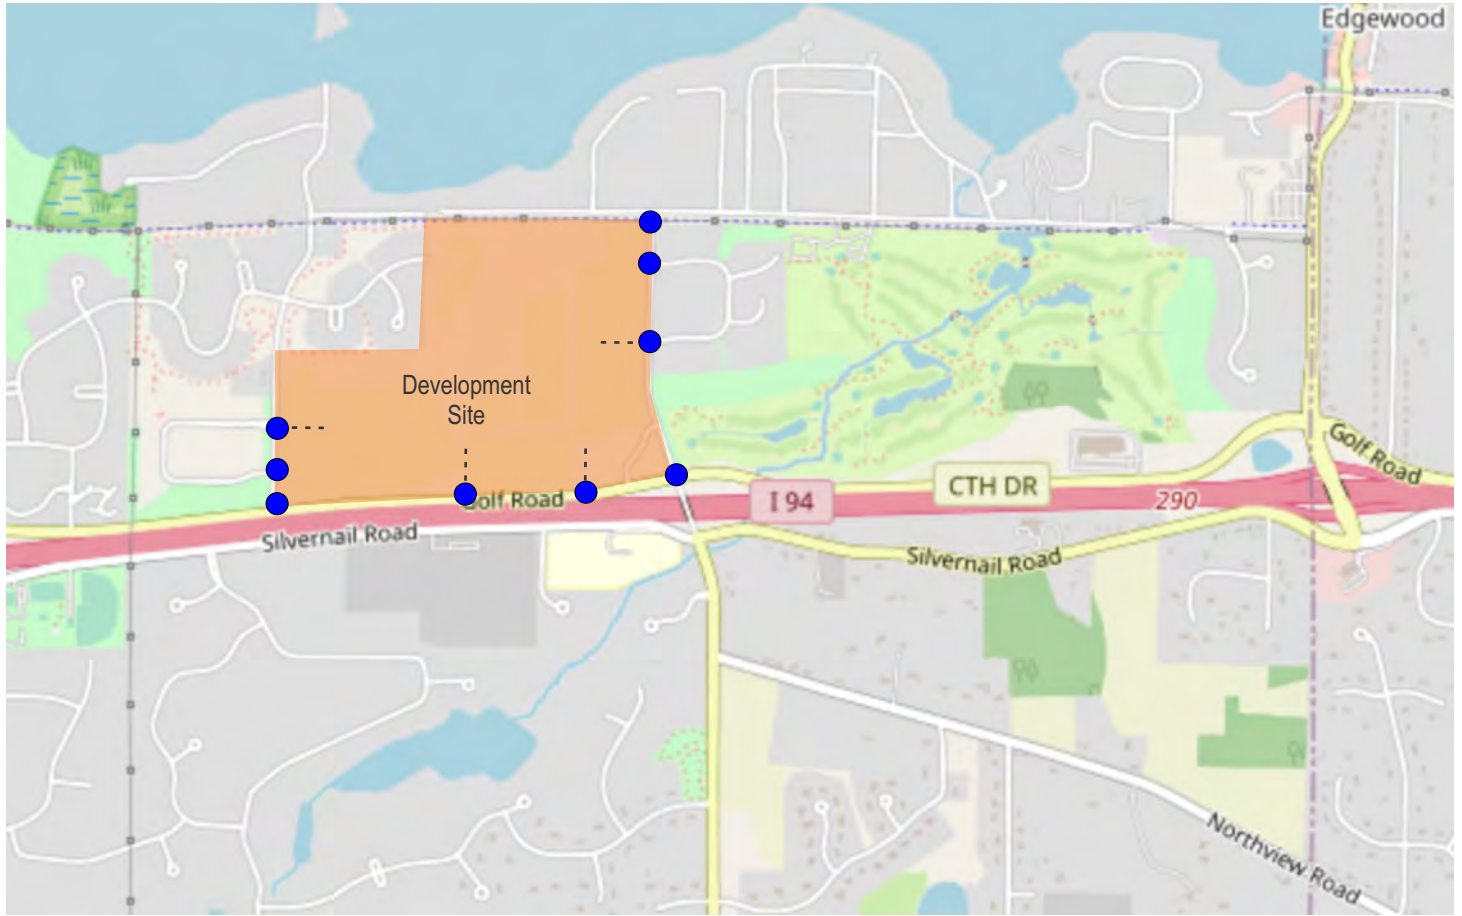 Edgewood
Development
Site
Golf Road
CTH DR
I 94
290
Golf Road
Silvernail Road
Silvernail Road
Northview Road